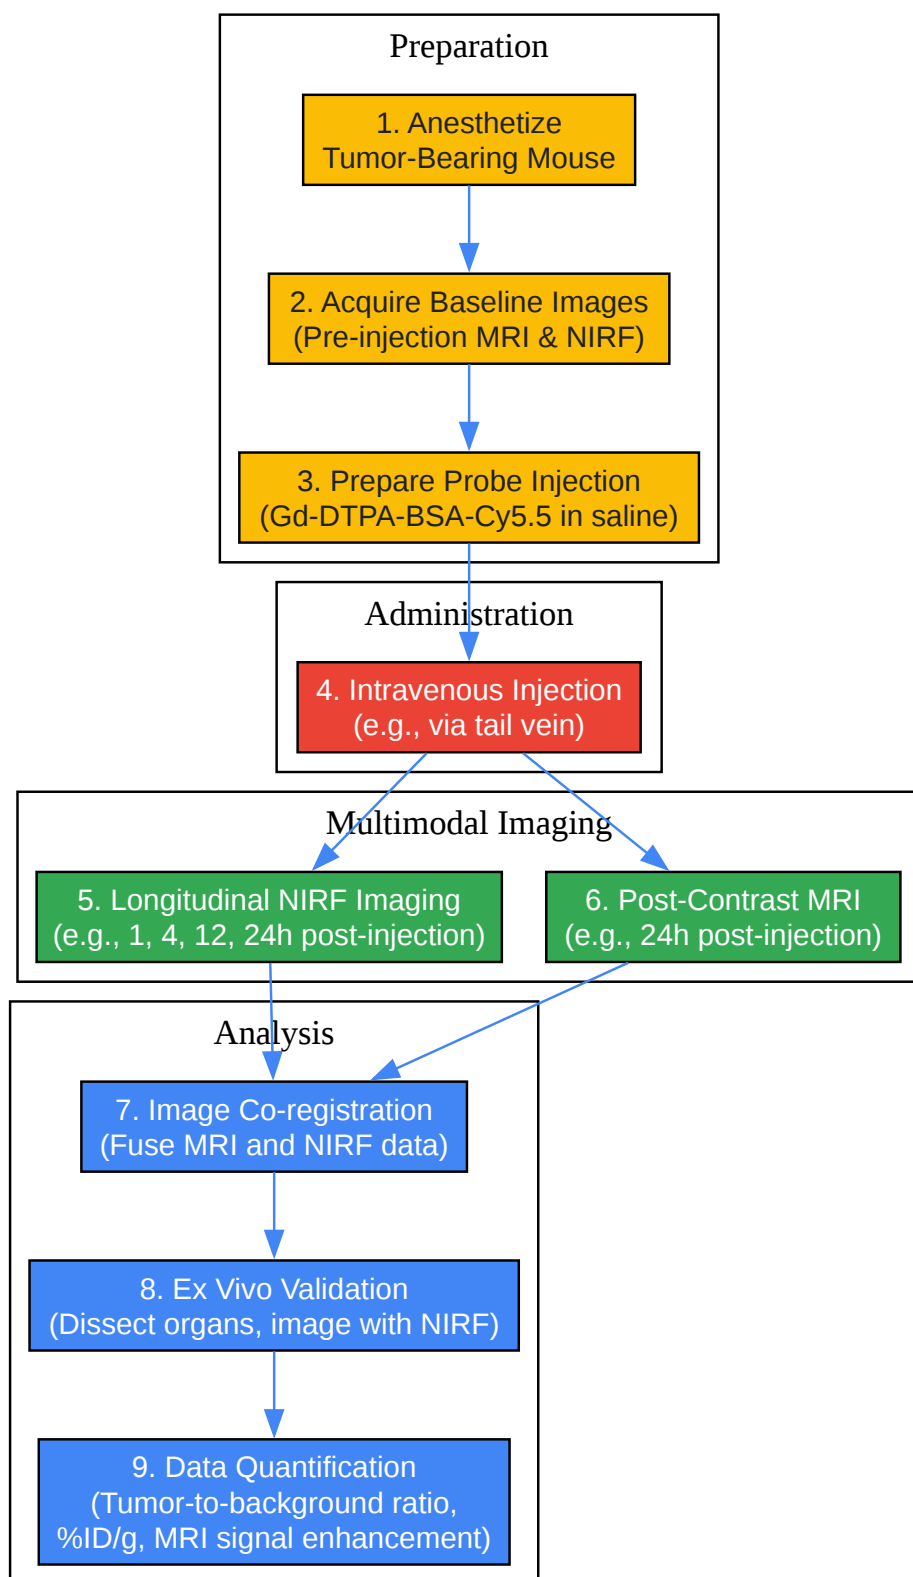 Preparation
1. Anesthetize
Tumor-Bearing Mouse
2. Acquire Baseline Images
(Pre-injection MRI & NIRF)
3. Prepare Probe Injection
(Gd-DTPA-BSA-Cy5.5 in saline)
Administration
4. Intravenous Injection
(e.g., via tail vein)
Multimodal Imaging
5. Longitudinal NIRF Imaging
(e.g., 1, 4, 12, 24h post-injection)
6. Post-Contrast MRI
(e.g., 24h post-injection)
Analysis
7. Image Co-registration
(Fuse MRI and NIRF data)
8. Ex Vivo Validation
(Dissect organs, image with NIRF)
9. Data Quantification
(Tumor-to-background ratio,
%ID/g, MRI signal enhancement)